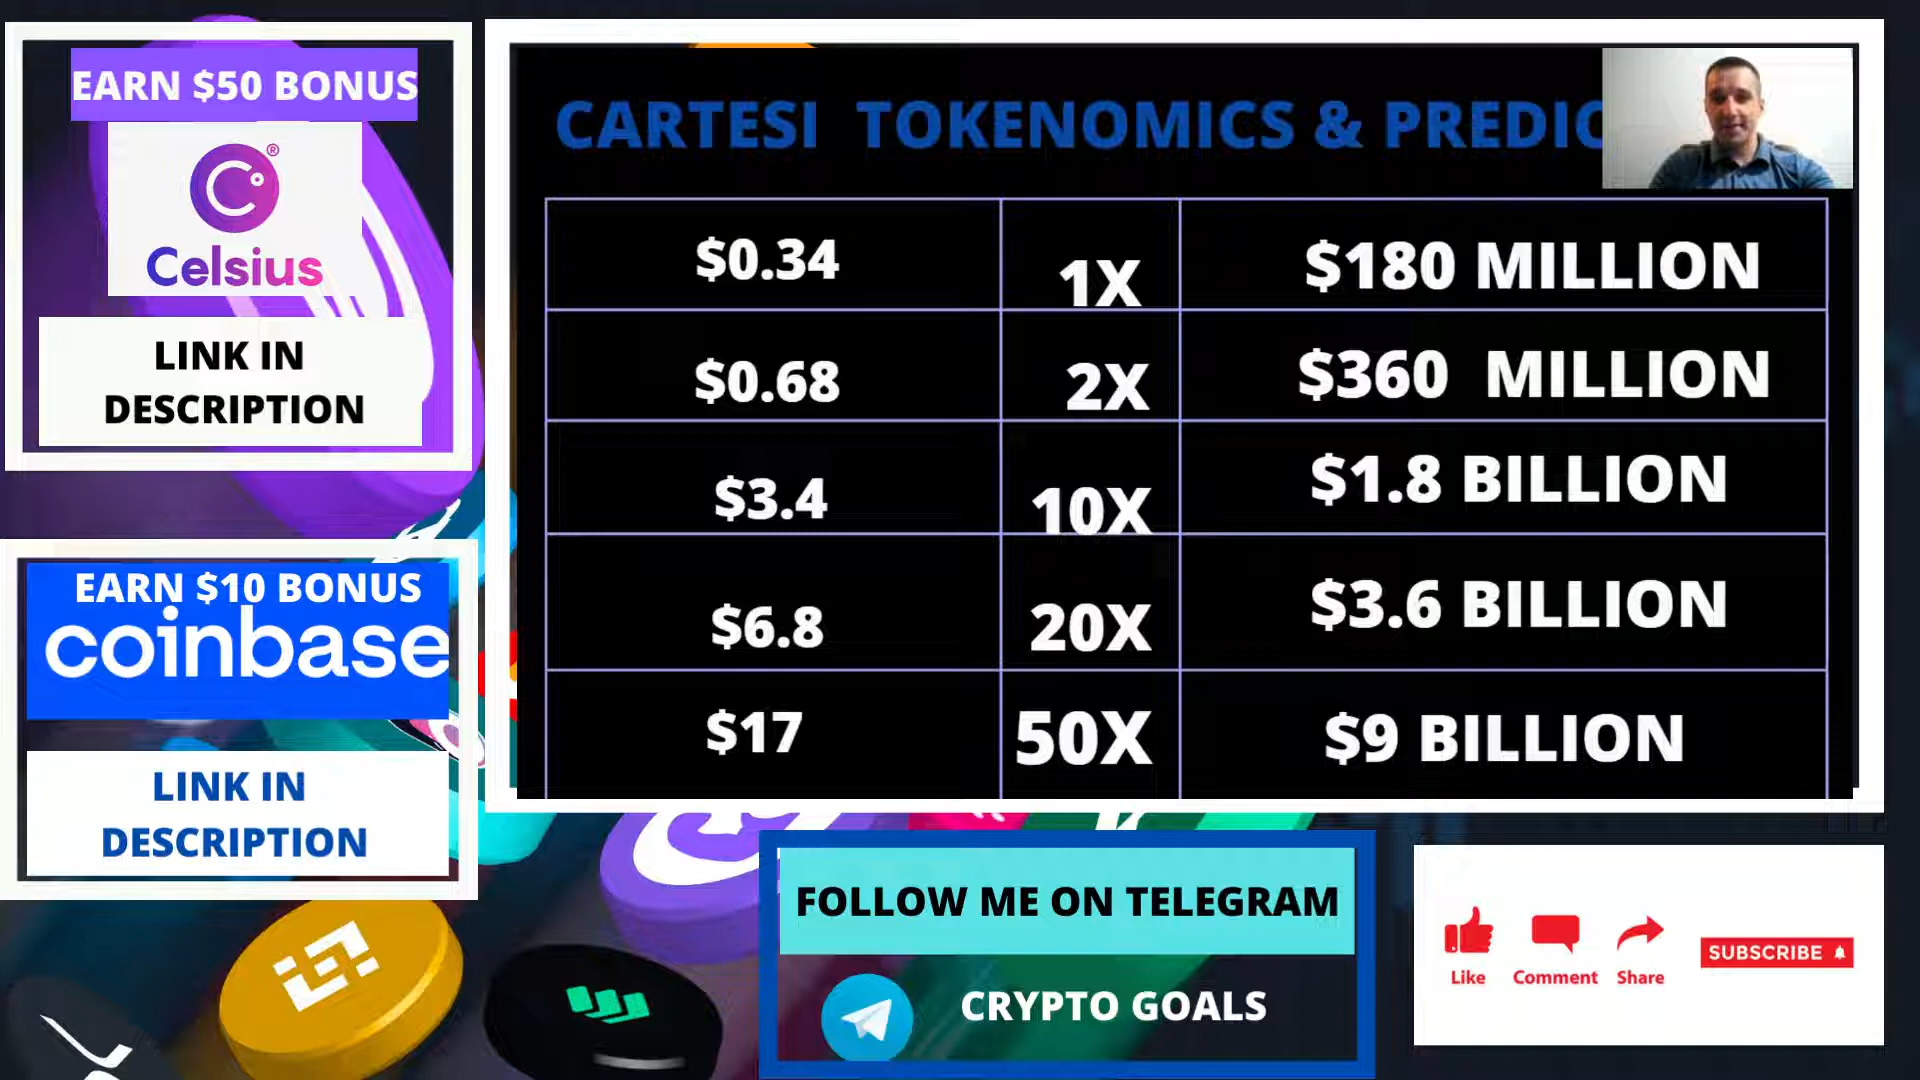 EARN $50 BONUS
Celsius®
LINK IN
DESCRIPTION
EARN $10 BONUS
coinbase
LINK IN
DESCRIPTION
CARTESI TOKENOMICS & PREDIC
$0.34 1X $180 MILLION
$0.68 2X $360 MILLION
$3.4 10X $1.8 BILLION
$6.8 20X $3.6 BILLION
$17 50X $9 BILLION
FOLLOW ME ON TELEGRAM
CRYPTO GOALS
Like Comment Share SUBSCRIBE